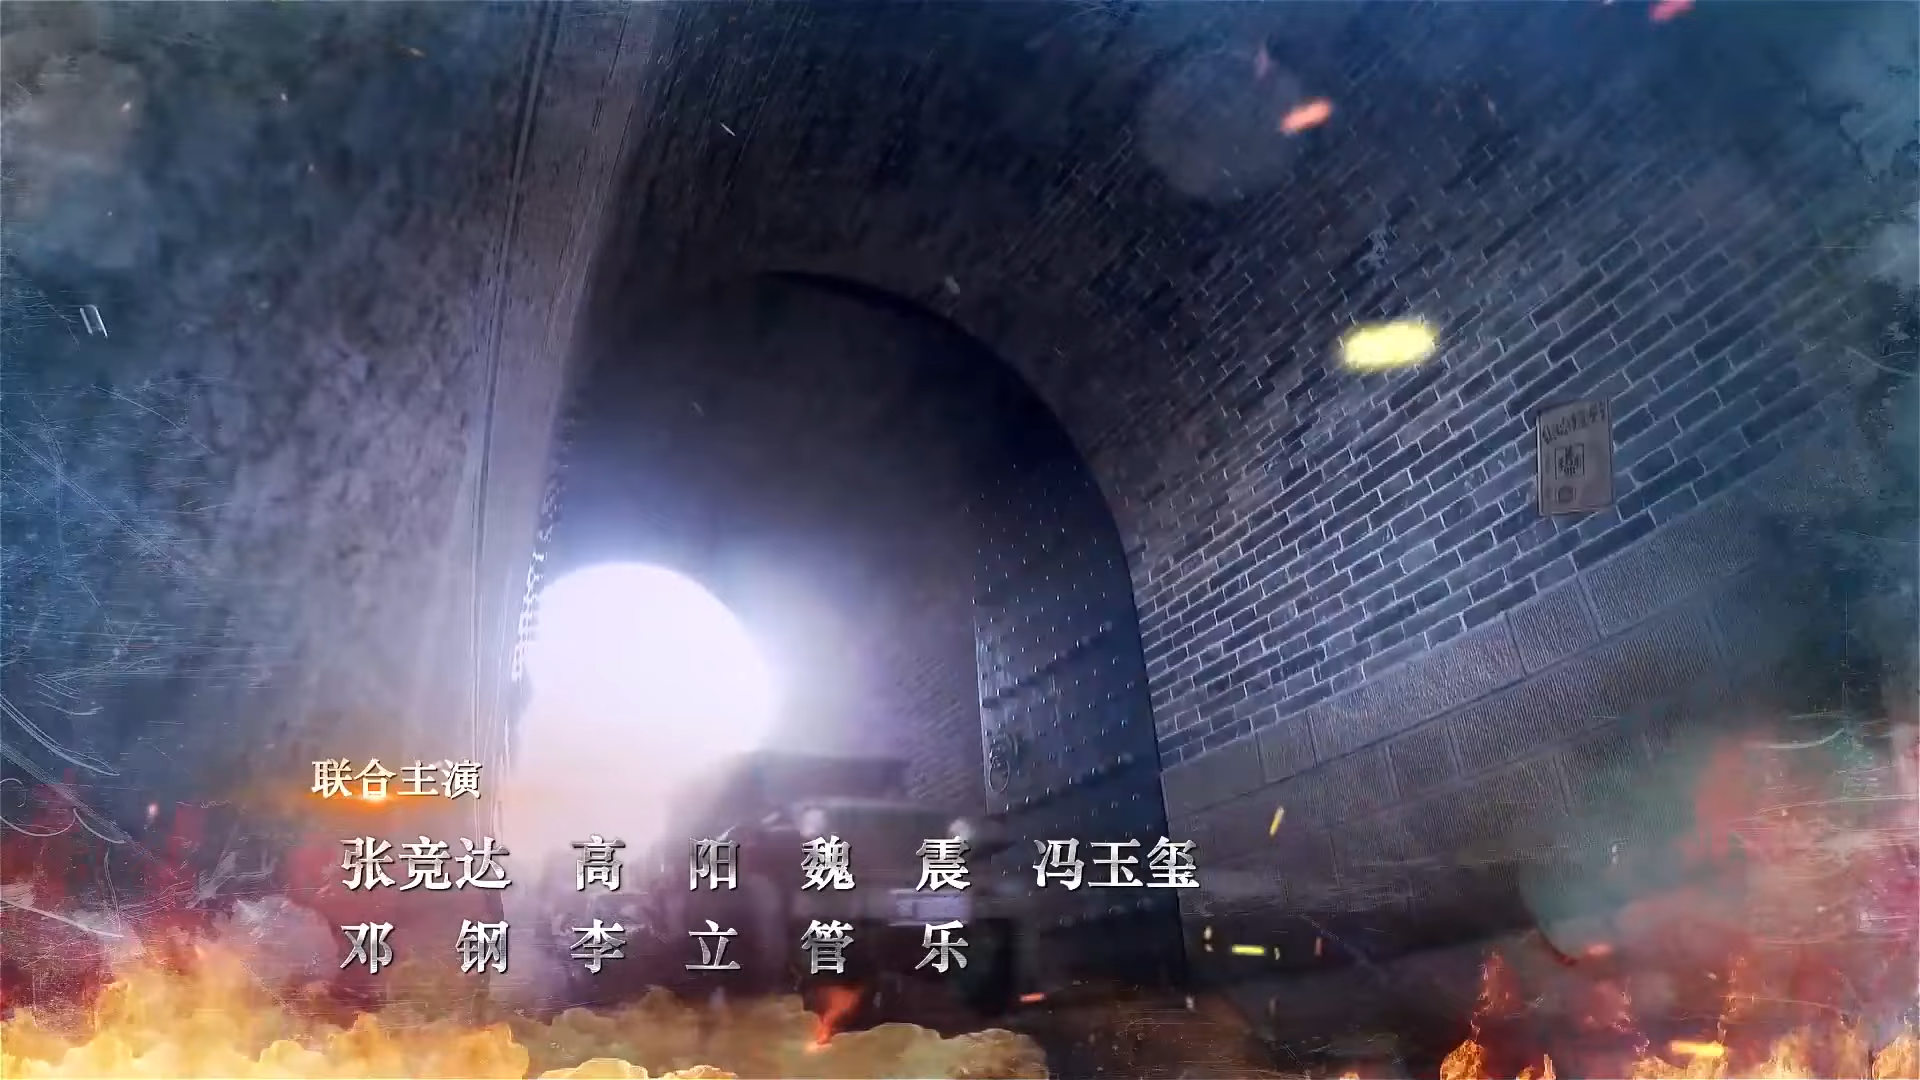 联合主演
张竞达 高 阳 魏 震 冯玉玺
邓 钢 李 立 管 乐